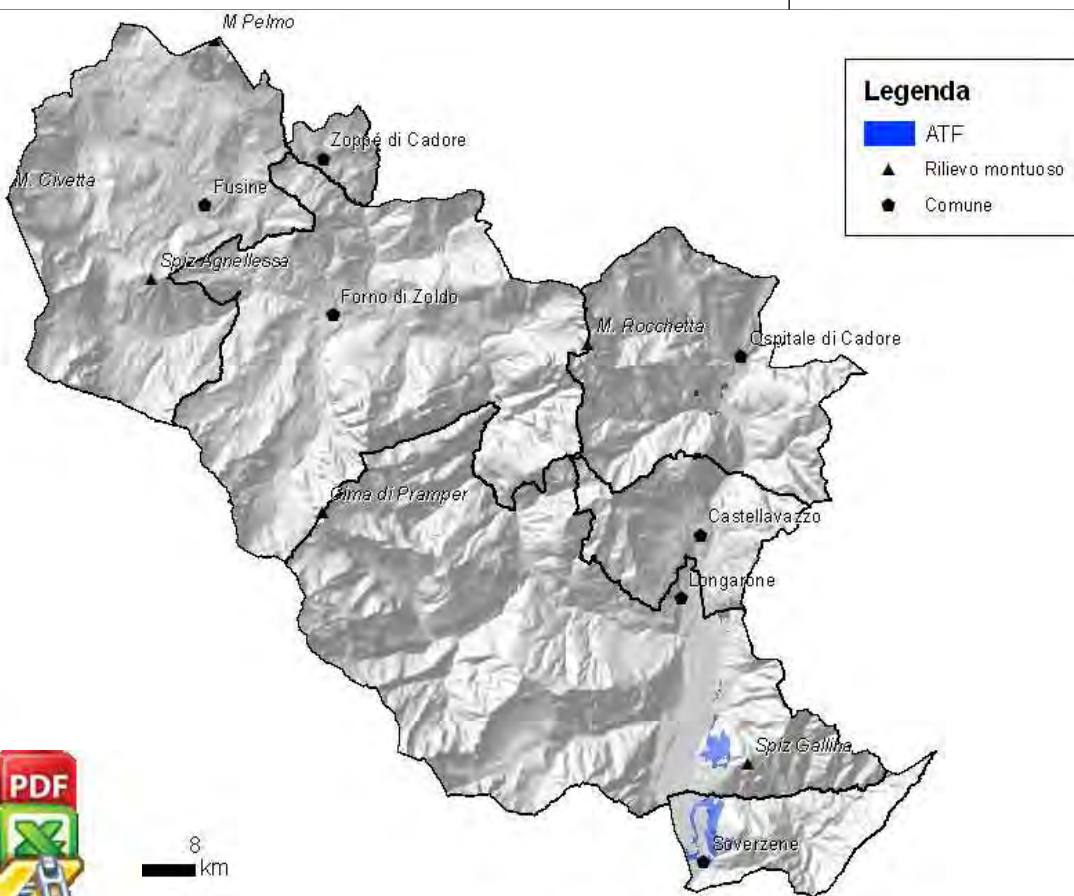 M Pelmo
Legenda
ATF
Rilievo montuoso
Comune
Zoppé di Cadore
M. Civetta
Fusine
Spiz Agnellessa
Forno di Zoldo
M. Rocchetta
Ospitale di Cadore
Cima di Pramper
Castellavazzo
Longarone
Spiz Gallina
PDF
8
km
Soverzene